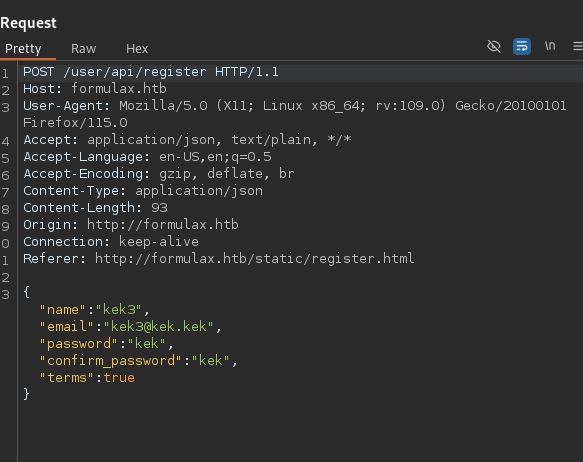 Request
Pretty Raw Hex \n
1 POST /user/api/register HTTP/1.1
2 Host: formulax.htb
3 User-Agent: Mozilla/5.0 (X11; Linux x86_64; rv:109.0) Gecko/20100101
Firefox/115.0
4 Accept: application/json, text/plain, */*
5 Accept-Language: en-US,en;q=0.5
6 Accept-Encoding: gzip, deflate, br
7 Content-Type: application/json
8 Content-Length: 93
9 Origin: http://formulax.htb
0 Connection: keep-alive
1 Referer: http://formulax.htb/static/register.html
2
3 {
"name":"kek3",
"email":"kek3@kek.kek",
"password":"kek",
"confirm_password":"kek",
"terms":true
}